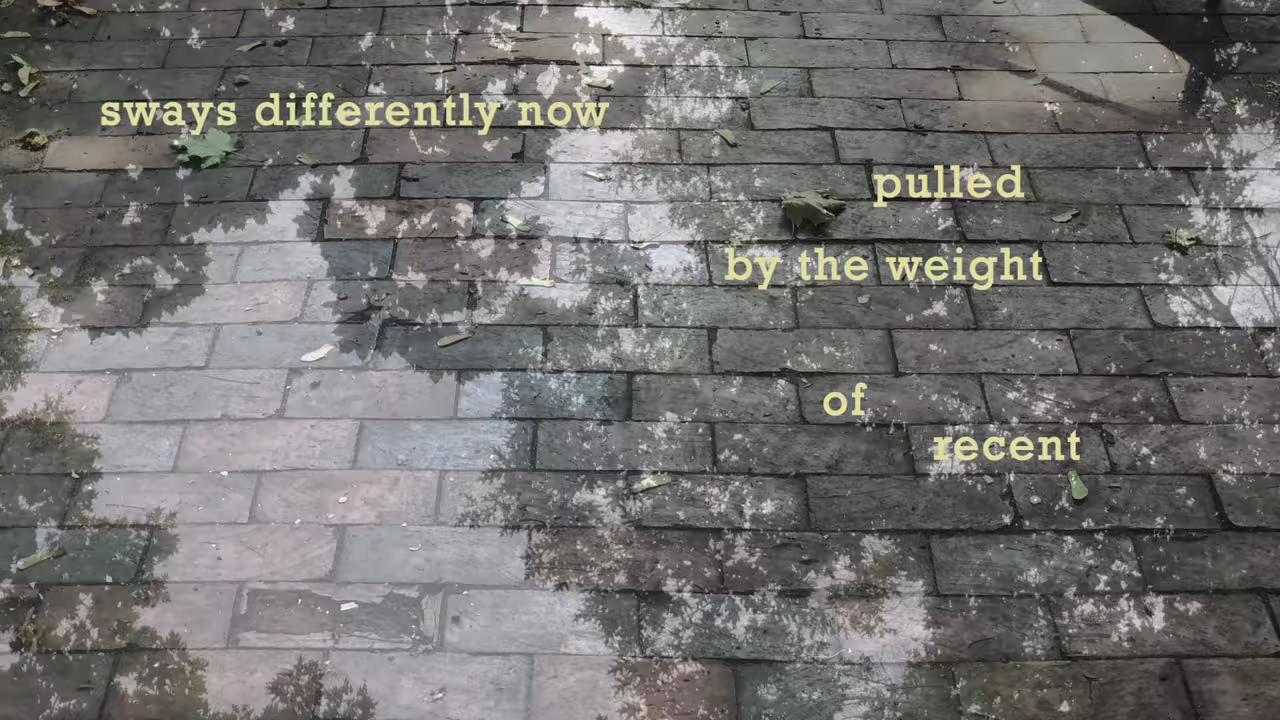 sways differently now
pulled
by the weight
of
recent